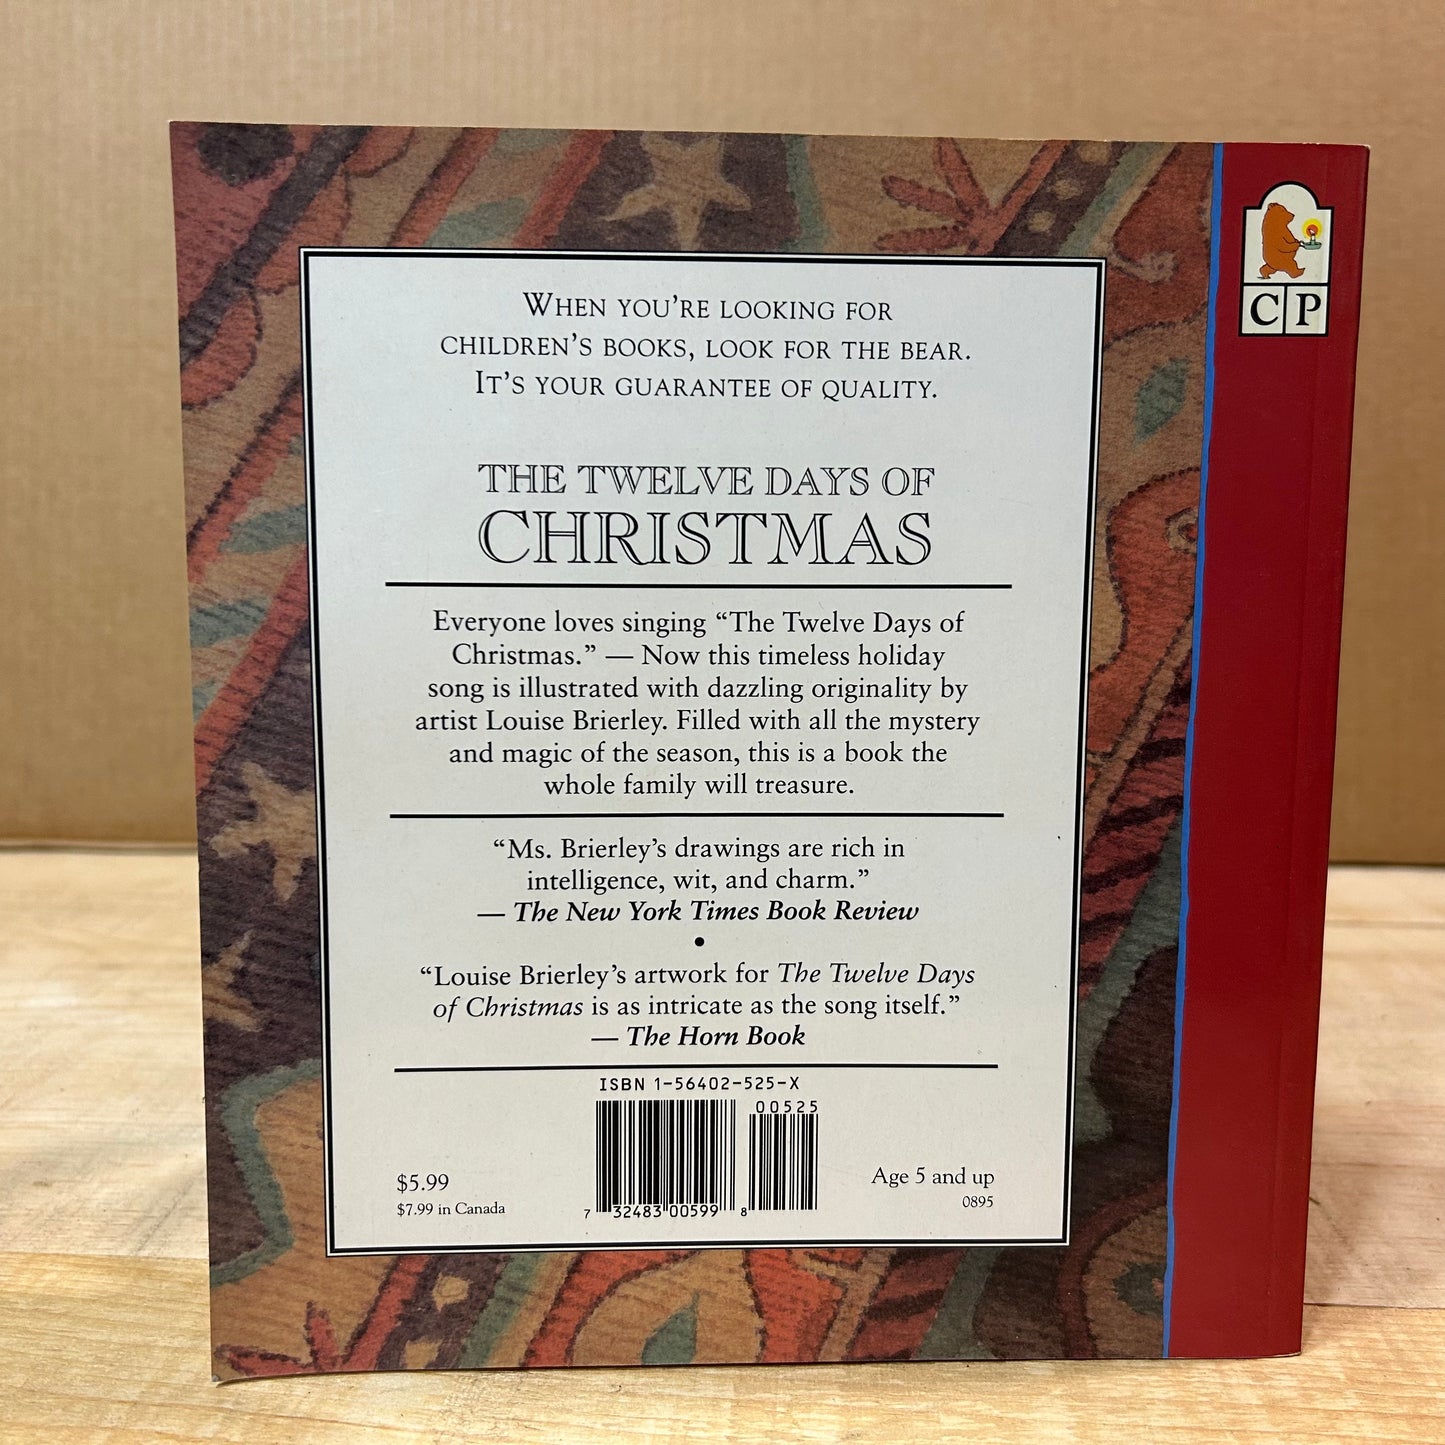 WHEN YOU'RE LOOKING FOR
CHILDREN'S BOOKS, LOOK FOR THE BEAR.
IT'S YOUR GUARANTEE OF QUALITY.
C P
THE TWELVE DAYS OF
CHRISTMAS
Everyone loves singing “The Twelve Days of
Christmas.” — Now this timeless holiday
song is illustrated with dazzling originality by
artist Louise Brierley. Filled with all the mystery
and magic of the season, this is a book the
whole family will treasure.
“Ms. Brierley's drawings are rich in
intelligence, wit, and charm.”
— The New York Times Book Review
•
“Louise Brierley's artwork for The Twelve Days
of Christmas is as intricate as the song itself.”
— The Horn Book
ISBN 1-56402-525-X
00525
7 32483 00599 8
$5.99
$7.99 in Canada
Age 5 and up
0895